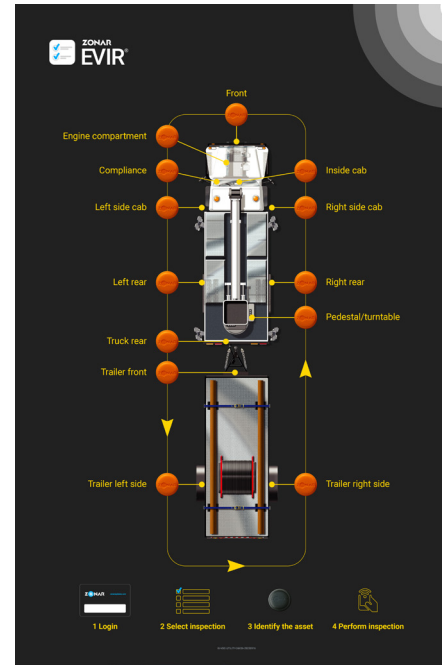 ZONAR
EVIR®
Front
Engine compartment
Compliance
Inside cab
Left side cab
Right side cab
Left rear
Right rear
Pedestal/turntable
Truck rear
Trailer front
Trailer left side
Trailer right side
ZONAR
1 Login
2 Select inspection
3 Identify the asset
4 Perform inspection